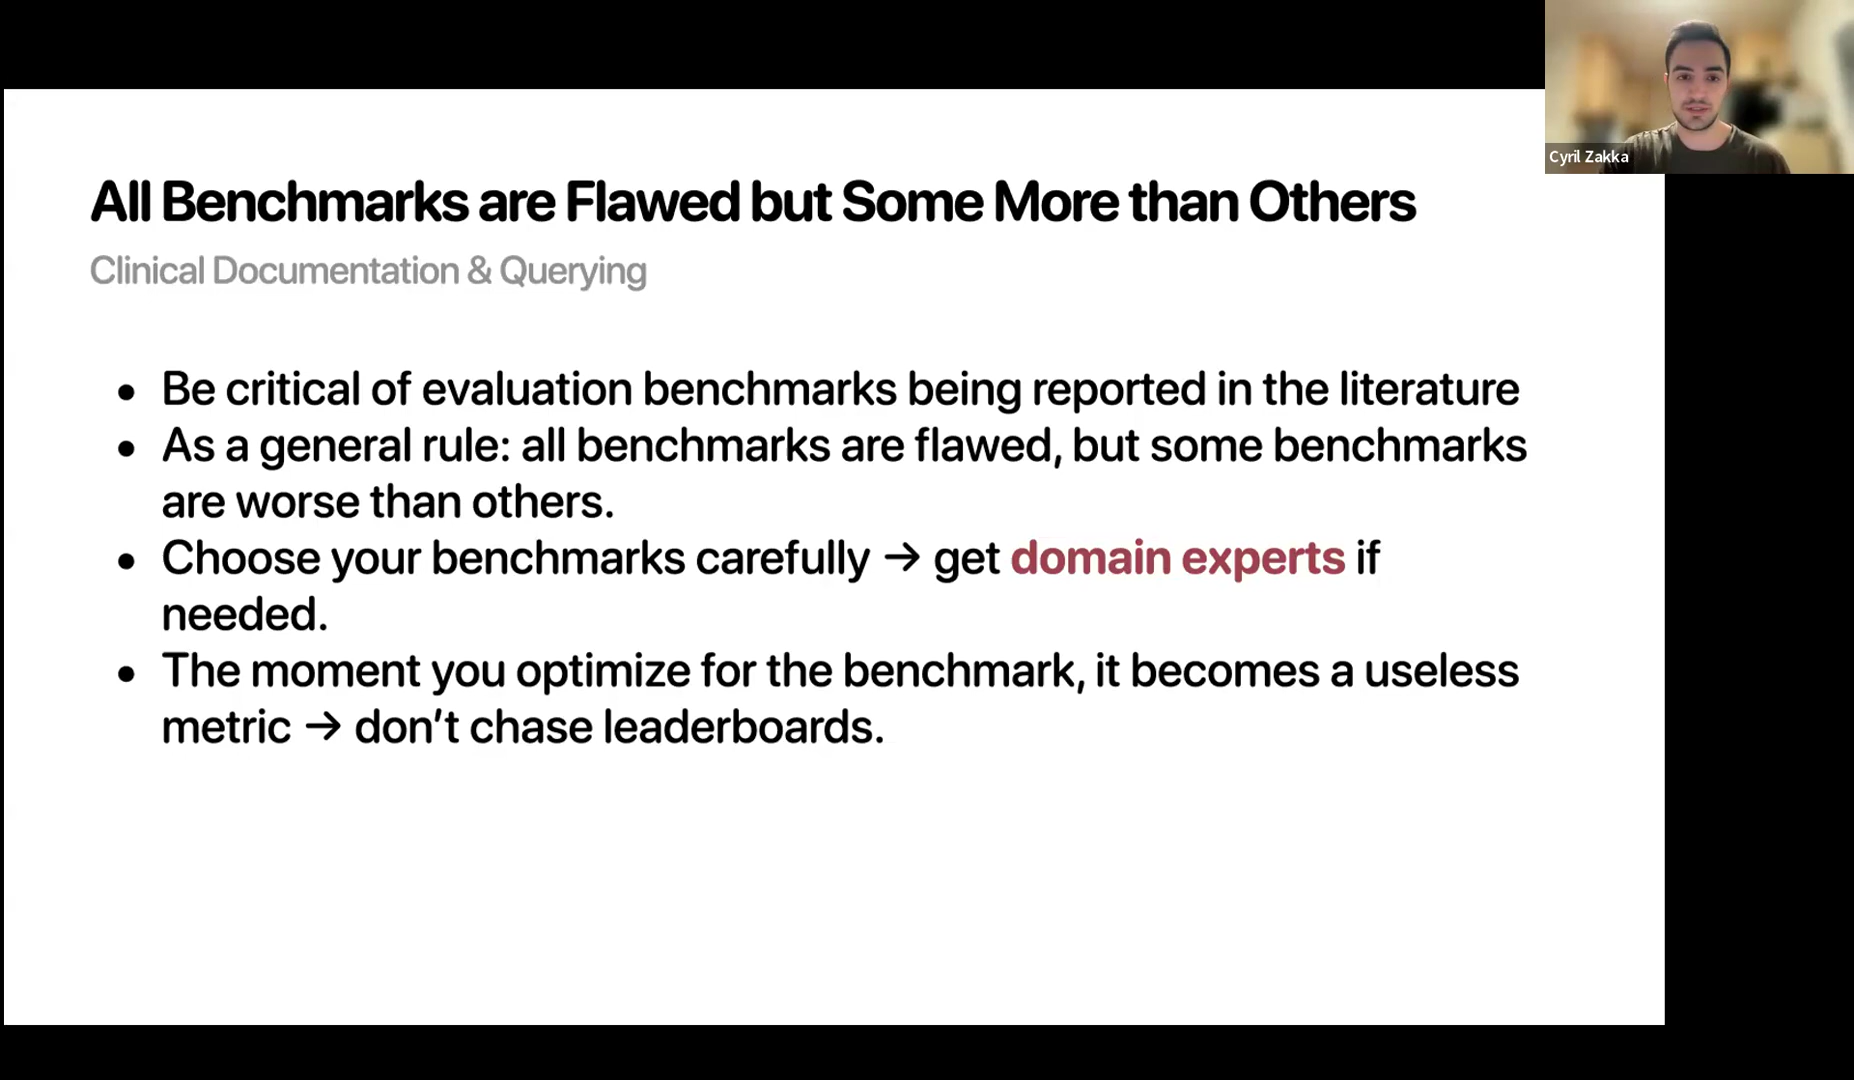 Cyril Zakka
All Benchmarks are Flawed but Some More than Others
Clinical Documentation & Querying
• Be critical of evaluation benchmarks being reported in the literature
• As a general rule: all benchmarks are flawed, but some benchmarks
are worse than others.
• Choose your benchmarks carefully → get domain experts if
needed.
• The moment you optimize for the benchmark, it becomes a useless
metric → don’t chase leaderboards.